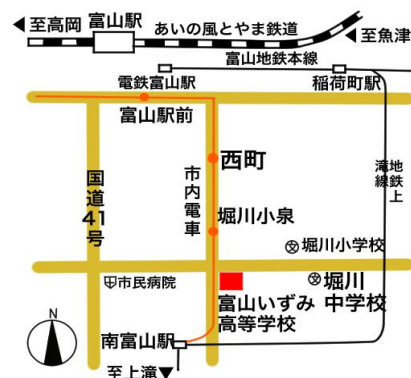 ◀至高岡
富山駅
あいの風とやま鉄道
◀至魚津
富山地鉄本線
電鉄富山駅
稲荷町駅
富山駅前
西町
国道41号
市内電車
地鉄上滝線
堀川小泉
堀川小学校
市民病院
堀川
中学校
富山いずみ
高等学校
N
南富山駅
至上滝▼